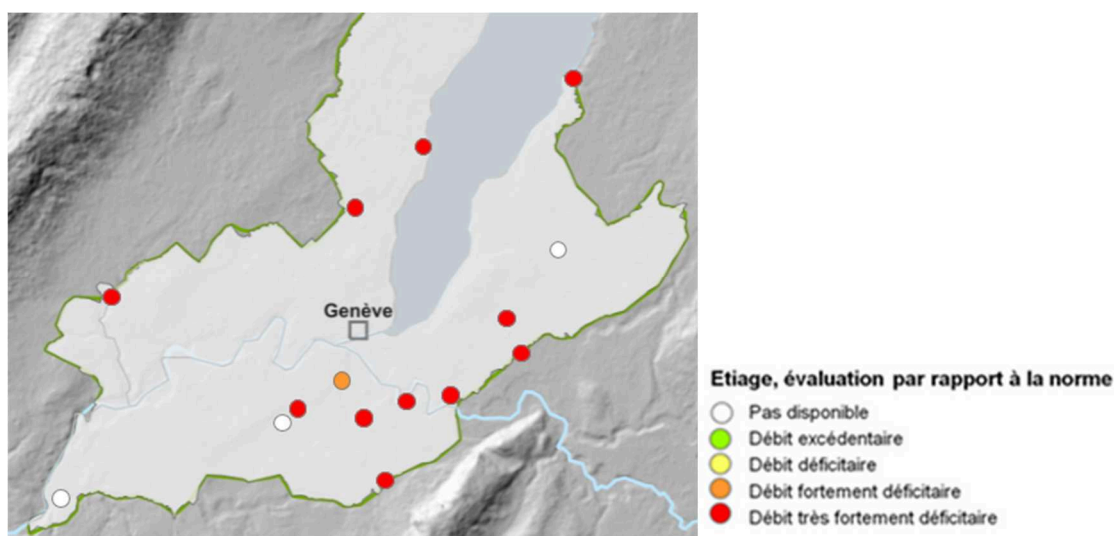 Genève
Etiage, évaluation par rapport à la norme
Pas disponible
Débit excédentaire
Débit déficitaire
Débit fortement déficitaire
Débit très fortement déficitaire